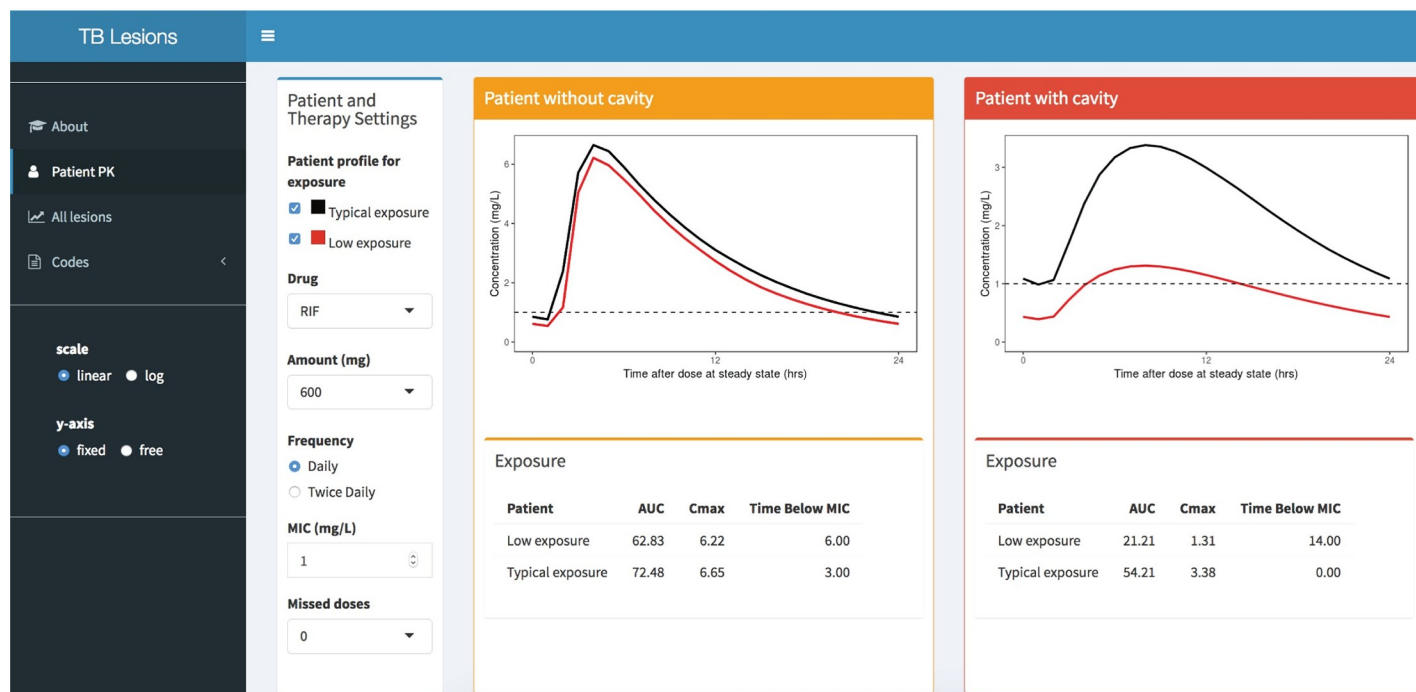 TB Lesions
About
Patient PK
All lesions
Codes
scale
linear log
y-axis
fixed free
Patient and
Therapy Settings
Patient profile for
exposure
Typical exposure
Low exposure
Drug
RIF
Amount (mg)
600
Frequency
Daily
Twice Daily
MIC (mg/L)
1
Missed doses
0
Patient without cavity
Concentration (mg/L)
6
4
2
0
0 12 24
Time after dose at steady state (hrs)
Exposure
Patient AUC Cmax Time Below MIC
Low exposure 62.83 6.22 6.00
Typical exposure 72.48 6.65 3.00
Patient with cavity
Concentration (mg/L)
3
2
1
0
0 12 24
Time after dose at steady state (hrs)
Exposure
Patient AUC Cmax Time Below MIC
Low exposure 21.21 1.31 14.00
Typical exposure 54.21 3.38 0.00